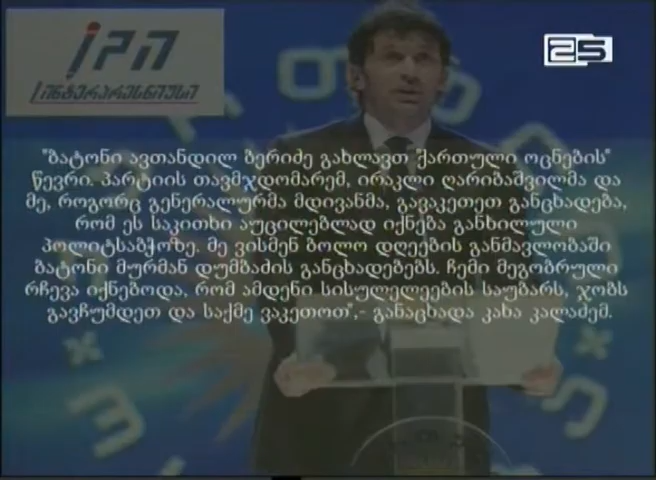 იპნ
ინტერპრესნიუსი
25
"ბატონი ავთანდილ ბერიძე გახლავთ "ქართული ოცნების"
წევრი. პარტიის თავმჯდომარემ, ირაკლი ღარიბაშვილმა და
მე, როგორც გენერალურმა მდივანმა, გავაკეთეთ განცხადება,
რომ ეს საკითხი აუცილებლად იქნება განხილული
პოლიტსაბჭოზე. მე ვისმენ ბოლო დღეების განმავლობაში
ბატონი მურმან დუმბაძის განცხადებებს. ჩემი მეგობრული
რჩევა იქნებოდა, რომ ამდენი სისულელეების საუბარს, ჯობს
გავჩუმდეთ და საქმე ვაკეთოთ",- განაცხადა კახა კალაძემ.